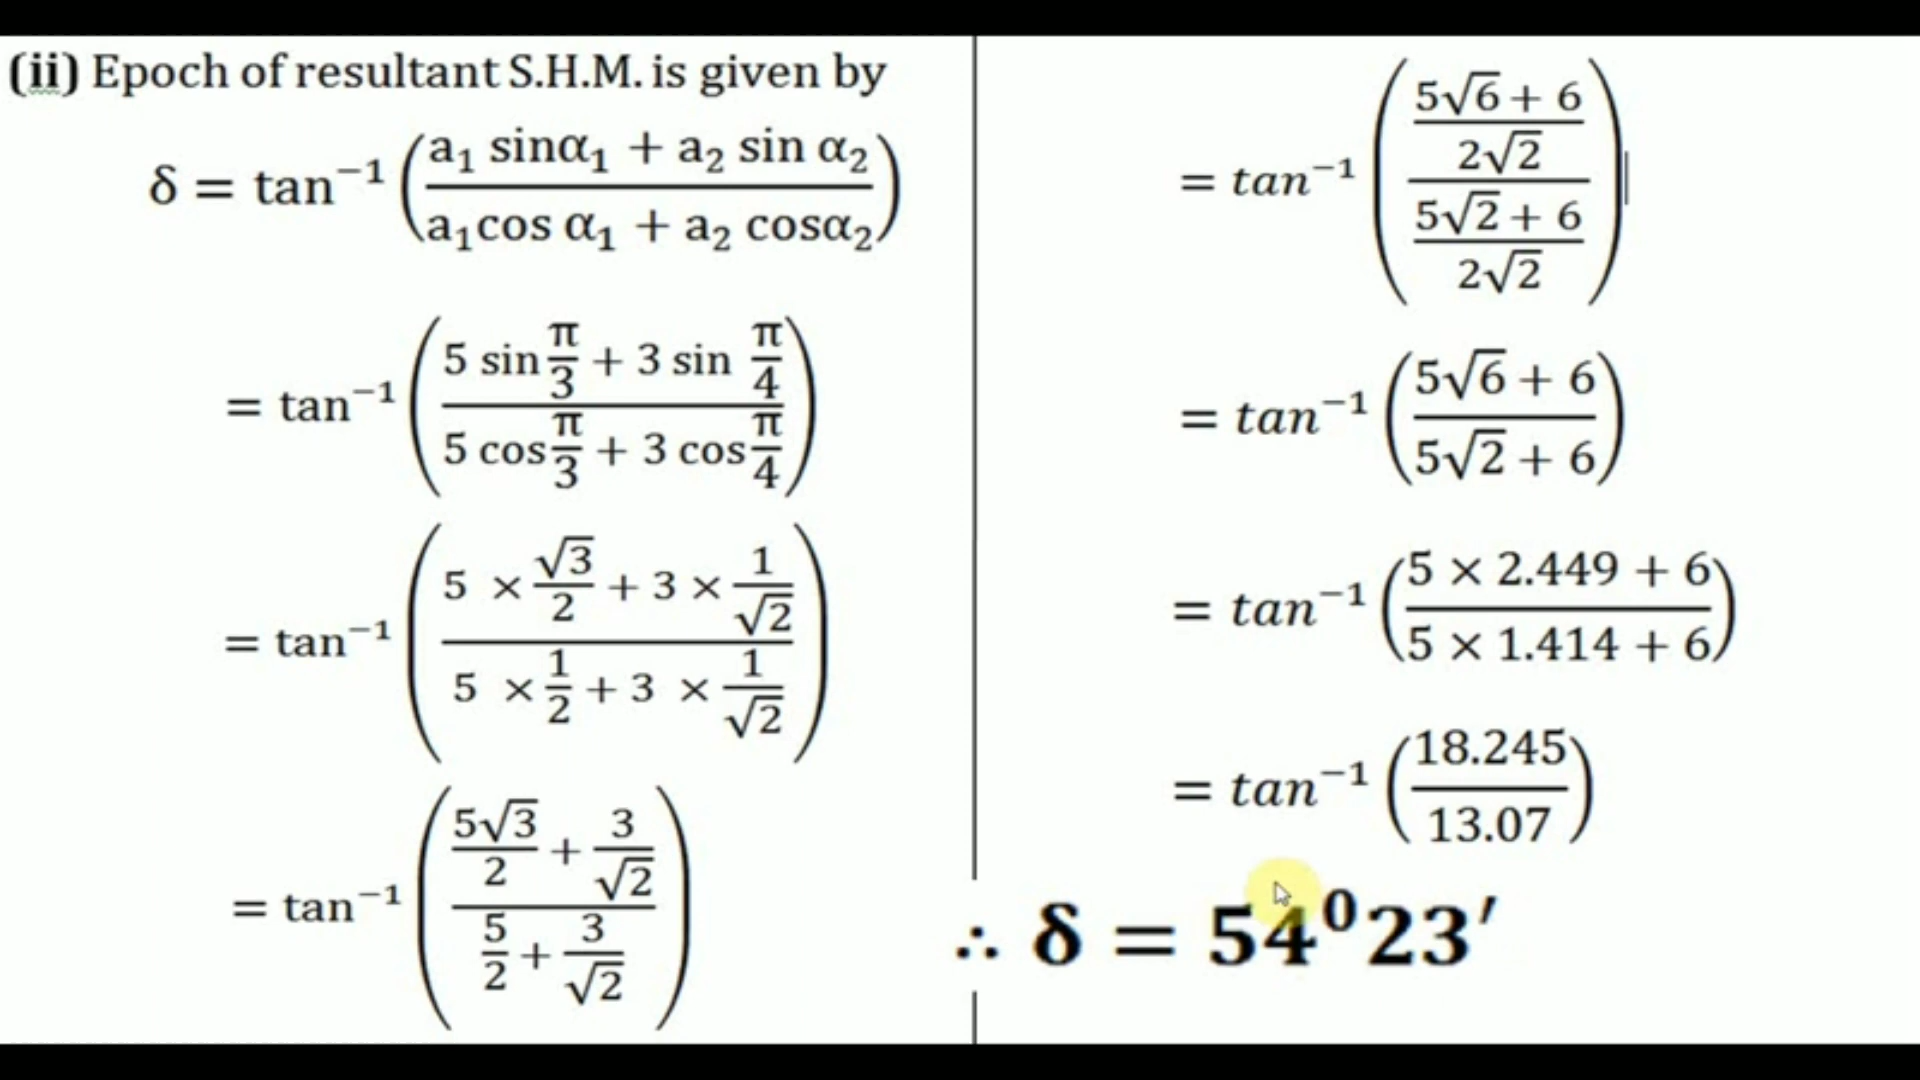 (ii) Epoch of resultant S.H.M. is given by
δ = tan⁻¹ ((a₁ sinα₁ + a₂ sin α₂)/(a₁cos α₁ + a₂ cosα₂))
= tan⁻¹ ((5 sin π/3 + 3 sin π/4)/(5 cos π/3 + 3 cos π/4))
= tan⁻¹ ((5 × √3/2 + 3 × 1/√2)/(5 × 1/2 + 3 × 1/√2))
= tan⁻¹ ((5√3/2 + 3/√2)/(5/2 + 3/√2))
= tan⁻¹ (((5√6 + 6)/(2√2))/((5√2 + 6)/(2√2)))
= tan⁻¹ ((5√6 + 6)/(5√2 + 6))
= tan⁻¹ ((5 × 2.449 + 6)/(5 × 1.414 + 6))
= tan⁻¹ (18.245/13.07)
∴ δ = 54⁰23′